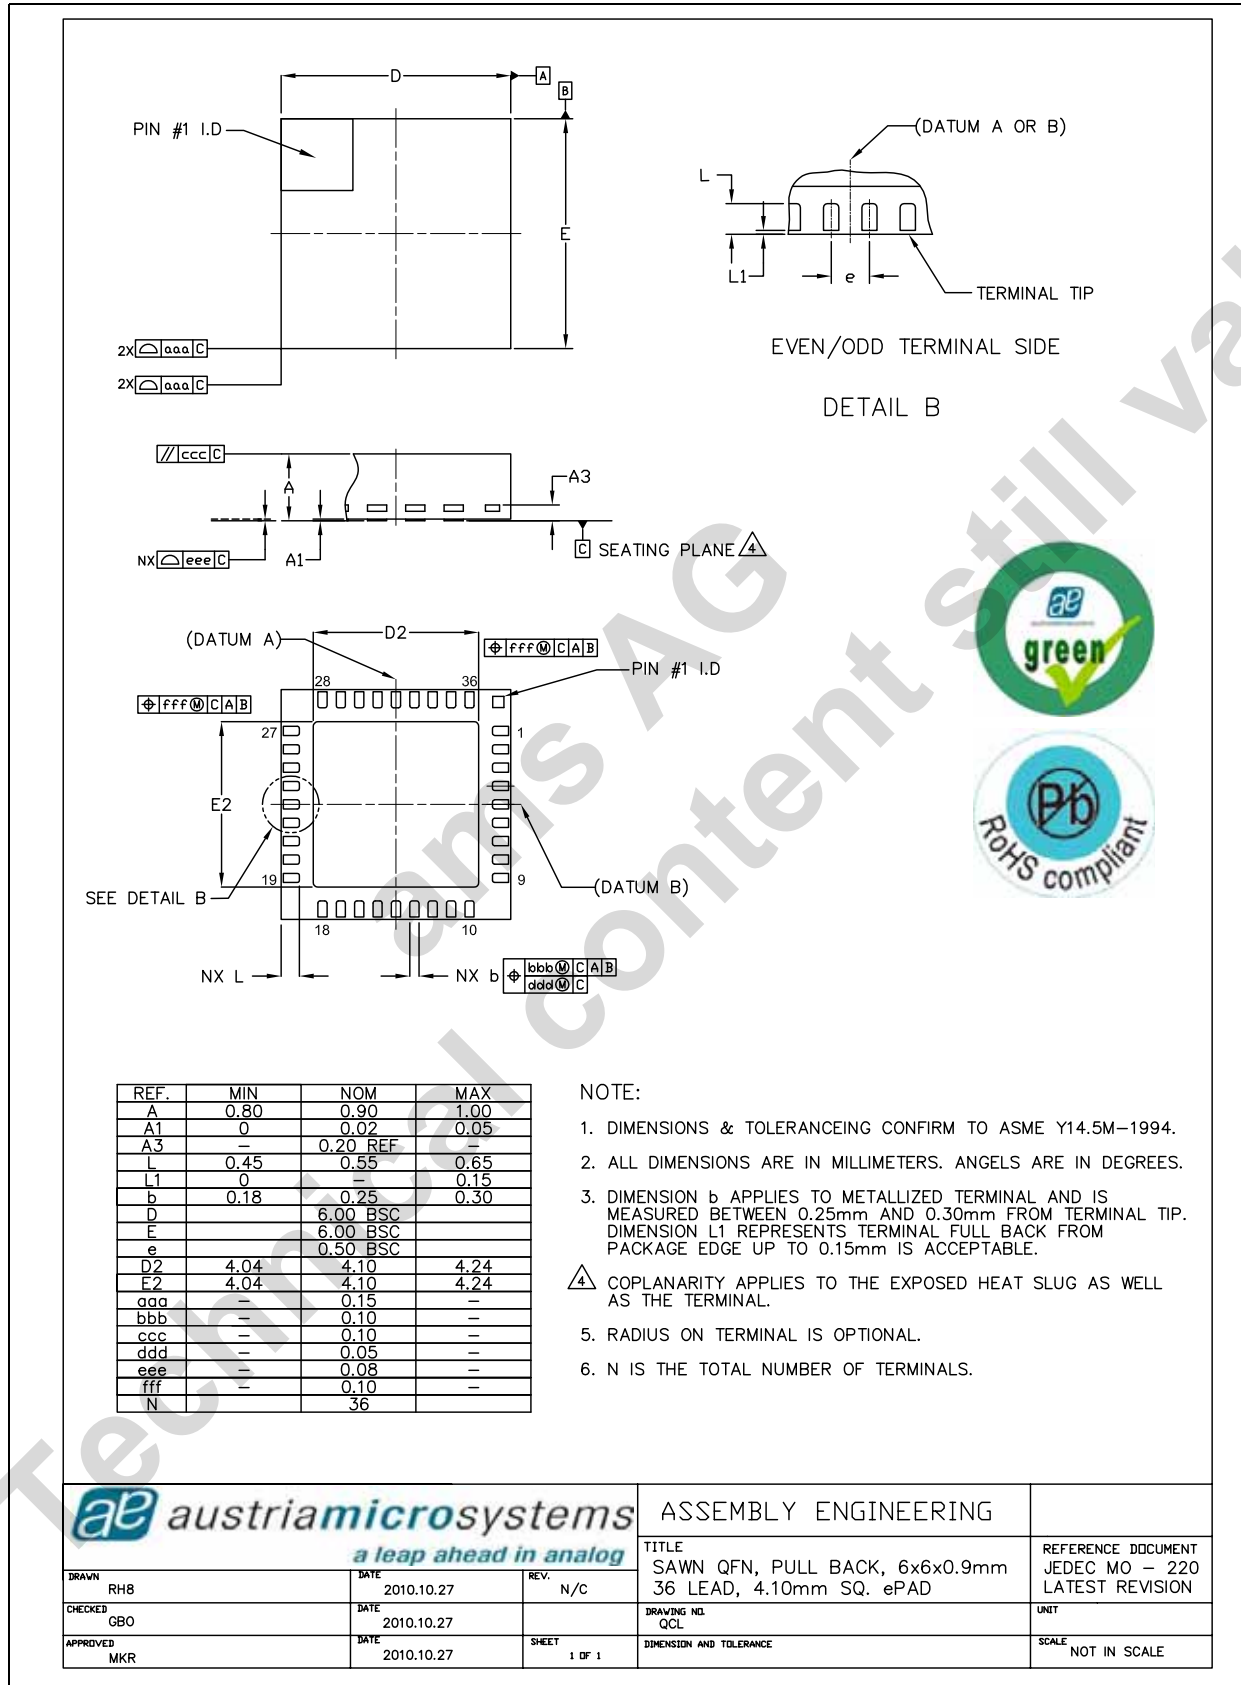 D
A
B
PIN #1 I.D
E
2X aaa C
2X aaa C
(DATUM A OR B)
L
L1
e
TERMINAL TIP
EVEN/ODD TERMINAL SIDE
DETAIL B
// ccc C
A
A3
NX eee C
A1
C SEATING PLANE 4
(DATUM A)
D2
fff Ⓜ C A B
PIN #1 I.D
fff Ⓜ C A B
28
36
27
1
E2
19
9
SEE DETAIL B
(DATUM B)
18
10
NX L
NX b
bbb Ⓜ C A B
ddd Ⓜ C
ae
austriamicrosystems
green
Pb
RoHS compliant
REF. MIN NOM MAX
A 0.80 0.90 1.00
A1 0 0.02 0.05
A3 – 0.20 REF –
L 0.45 0.55 0.65
L1 0 – 0.15
b 0.18 0.25 0.30
D 6.00 BSC
E 6.00 BSC
e 0.50 BSC
D2 4.04 4.10 4.24
E2 4.04 4.10 4.24
aaa – 0.15 –
bbb – 0.10 –
ccc – 0.10 –
ddd – 0.05 –
eee – 0.08 –
fff – 0.10 –
N 36
NOTE:
1. DIMENSIONS & TOLERANCEING CONFIRM TO ASME Y14.5M–1994.
2. ALL DIMENSIONS ARE IN MILLIMETERS. ANGELS ARE IN DEGREES.
3. DIMENSION b APPLIES TO METALLIZED TERMINAL AND IS
MEASURED BETWEEN 0.25mm AND 0.30mm FROM TERMINAL TIP.
DIMENSION L1 REPRESENTS TERMINAL FULL BACK FROM
PACKAGE EDGE UP TO 0.15mm IS ACCEPTABLE.
4 COPLANARITY APPLIES TO THE EXPOSED HEAT SLUG AS WELL
AS THE TERMINAL.
5. RADIUS ON TERMINAL IS OPTIONAL.
6. N IS THE TOTAL NUMBER OF TERMINALS.
ams AG
Technical content still va
ae austriamicrosystems
a leap ahead in analog
ASSEMBLY ENGINEERING
TITLE
SAWN QFN, PULL BACK, 6x6x0.9mm
36 LEAD, 4.10mm SQ. ePAD
REFERENCE DOCUMENT
JEDEC MO – 220
LATEST REVISION
DRAWN
RH8
DATE
2010.10.27
REV.
N/C
CHECKED
GBO
DATE
2010.10.27
DRAWING NO.
QCL
UNIT
APPROVED
MKR
DATE
2010.10.27
SHEET
1 OF 1
DIMENSION AND TOLERANCE
SCALE
NOT IN SCALE